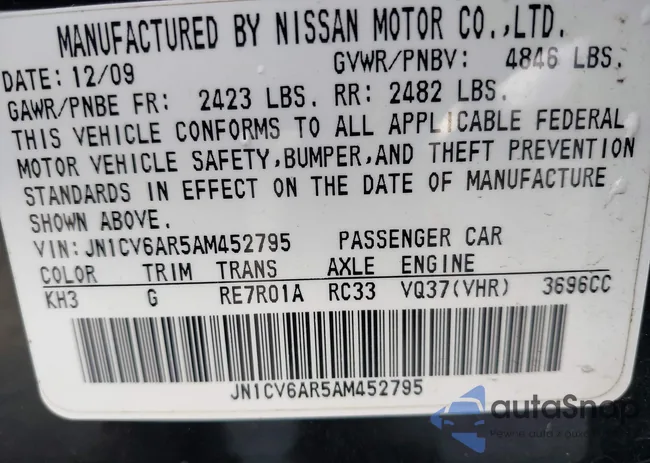 MANUFACTURED BY NISSAN MOTOR CO.,LTD.
DATE: 12/09 GVWR/PNBV: 4846 LBS.
GAWR/PNBE FR: 2423 LBS. RR: 2482 LBS.
THIS VEHICLE CONFORMS TO ALL APPLICABLE FEDERAL
MOTOR VEHICLE SAFETY,BUMPER,AND THEFT PREVENTION
STANDARDS IN EFFECT ON THE DATE OF MANUFACTURE
SHOWN ABOVE.
VIN:JN1CV6AR5AM452795 PASSENGER CAR
COLOR TRIM TRANS AXLE ENGINE
KH3 G RE7R01A RC33 VQ37(VHR) 3696CC
JN1CV6AR5AM452795
autoSnap